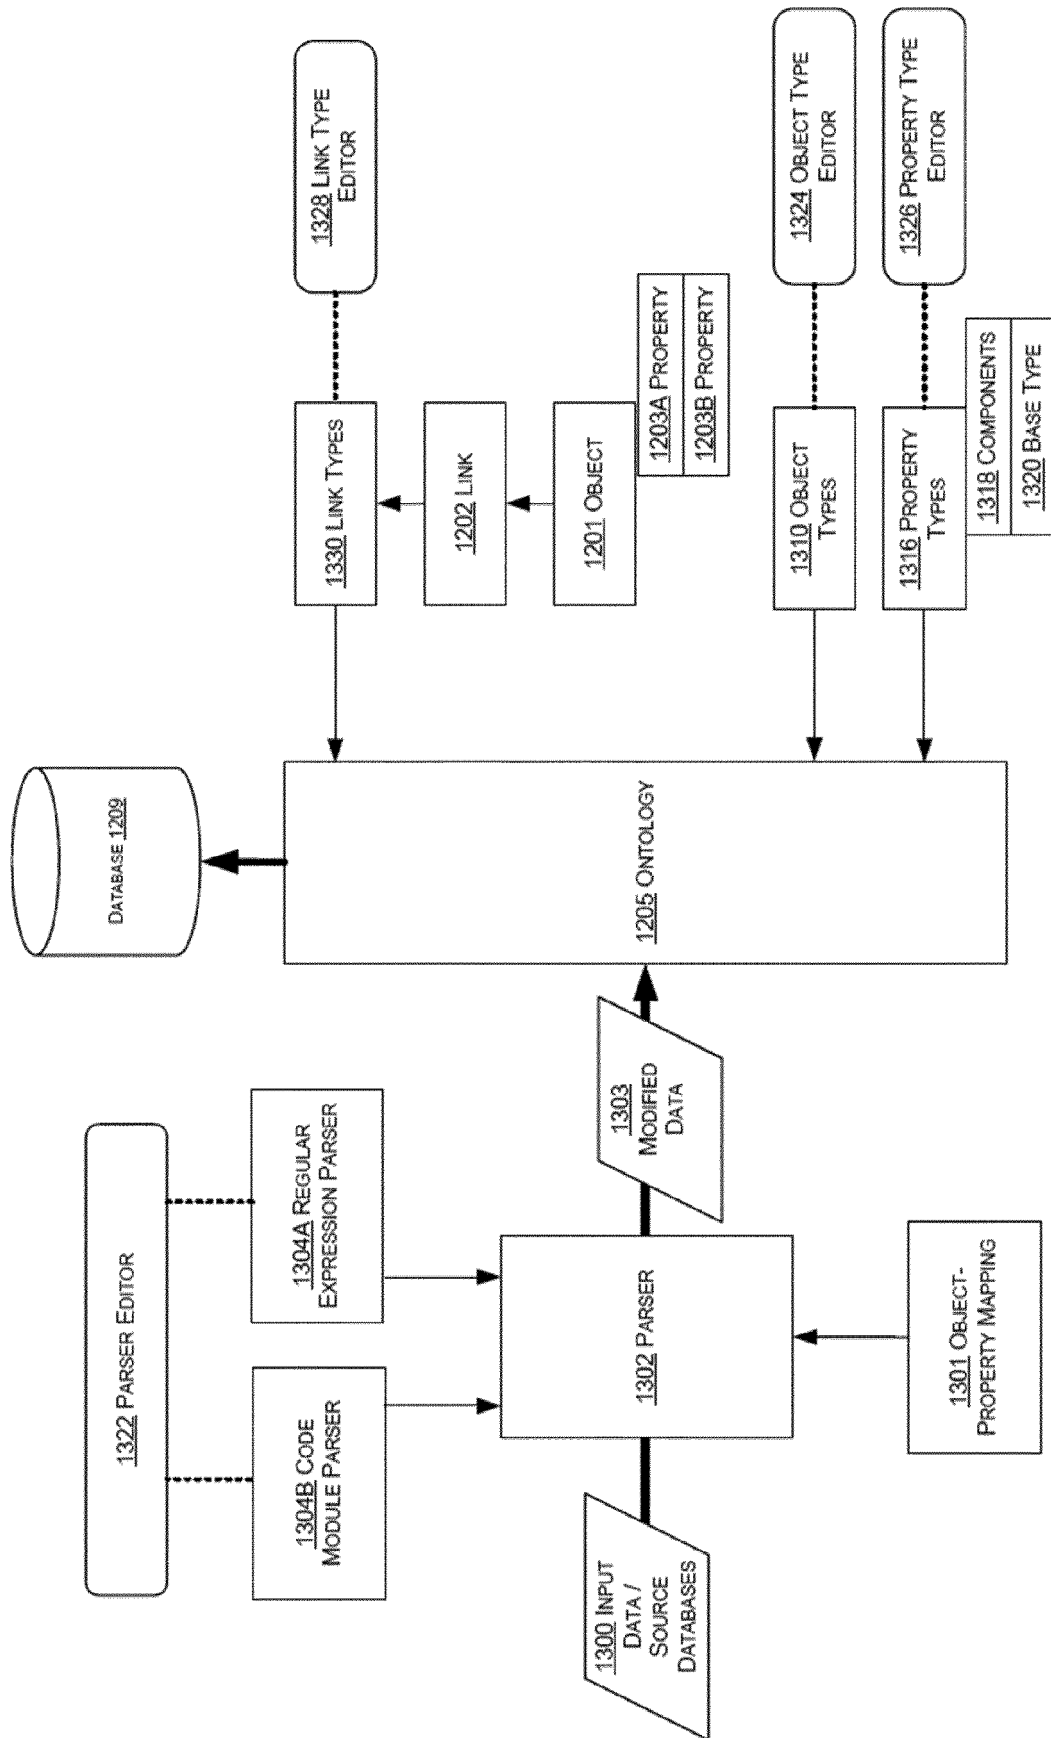 1322 PARSER EDITOR
1304B CODE
MODULE PARSER
1304A REGULAR
EXPRESSION PARSER
1300 INPUT
DATA /
SOURCE
DATABASES
1302 PARSER
1303
MODIFIED
DATA
1301 OBJECT-
PROPERTY MAPPING
DATABASE 1209
1205 ONTOLOGY
1330 LINK TYPES
1328 LINK TYPE
EDITOR
1202 LINK
1201 OBJECT
1203A PROPERTY
1203B PROPERTY
1310 OBJECT
TYPES
1324 OBJECT TYPE
EDITOR
1316 PROPERTY
TYPES
1326 PROPERTY TYPE
EDITOR
1318 COMPONENTS
1320 BASE TYPE